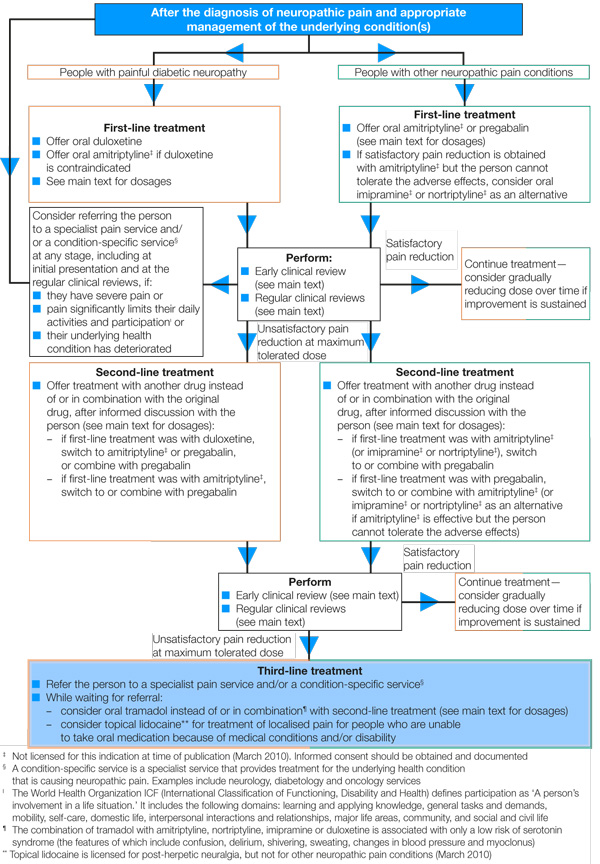 After the diagnosis of neuropathic pain and appropriate
management of the underlying condition(s)
People with painful diabetic neuropathy
People with other neuropathic pain conditions
First-line treatment
■ Offer oral duloxetine
■ Offer oral amitriptyline‡ if duloxetine
is contraindicated
■ See main text for dosages
First-line treatment
■ Offer oral amitriptyline‡ or pregabalin
(see main text for dosages)
■ If satisfactory pain reduction is obtained
with amitriptyline‡ but the person cannot
tolerate the adverse effects, consider oral
imipramine‡ or nortriptyline‡ as an alternative
Consider referring the person
to a specialist pain service and/
or a condition-specific service§
at any stage, including at
initial presentation and at the
regular clinical reviews, if:
■ they have severe pain or
■ pain significantly limits their daily
activities and participation| or
■ their underlying health
condition has deteriorated
Perform:
■ Early clinical review
(see main text)
■ Regular clinical reviews
(see main text)
Satisfactory
pain reduction
Continue treatment—
consider gradually
reducing dose over time if
improvement is sustained
Unsatisfactory pain
reduction at maximum
tolerated dose
Second-line treatment
■ Offer treatment with another drug instead
of or in combination with the original
drug, after informed discussion with the
person (see main text for dosages):
– if first-line treatment was with duloxetine,
switch to amitriptyline‡ or pregabalin,
or combine with pregabalin
– if first-line treatment was with amitriptyline‡,
switch to or combine with pregabalin
Second-line treatment
■ Offer treatment with another drug instead
of or in combination with the original
drug, after informed discussion with the
person (see main text for dosages):
– if first-line treatment was with amitriptyline‡
(or imipramine‡ or nortriptyline‡), switch
to or combine with pregabalin
– if first-line treatment was with pregabalin,
switch to or combine with amitriptyline‡ (or
imipramine‡ or nortriptyline‡ as an alternative
if amitriptyline‡ is effective but the person
cannot tolerate the adverse effects)
Satisfactory
pain reduction
Perform
■ Early clinical review (see main text)
■ Regular clinical reviews
(see main text)
Continue treatment—
consider gradually
reducing dose over time if
improvement is sustained
Unsatisfactory pain reduction
at maximum tolerated dose
Third-line treatment
■ Refer the person to a specialist pain service and/or a condition-specific service§
■ While waiting for referral:
– consider oral tramadol instead of or in combination¶ with second-line treatment (see main text for dosages)
– consider topical lidocaine** for treatment of localised pain for people who are unable
to take oral medication because of medical conditions and/or disability
‡ Not licensed for this indication at time of publication (March 2010). Informed consent should be obtained and documented
§ A condition-specific service is a specialist service that provides treatment for the underlying health condition
that is causing neuropathic pain. Examples include neurology, diabetology and oncology services
| The World Health Organization ICF (International Classification of Functioning, Disability and Health) defines participation as ‘A person’s
involvement in a life situation.’ It includes the following domains: learning and applying knowledge, general tasks and demands,
mobility, self-care, domestic life, interpersonal interactions and relationships, major life areas, community, and social and civil life
¶ The combination of tramadol with amitriptyline, nortriptyline, imipramine or duloxetine is associated with only a low risk of serotonin
syndrome (the features of which include confusion, delirium, shivering, sweating, changes in blood pressure and myoclonus)
** Topical lidocaine is licensed for post-herpetic neuralgia, but not for other neuropathic pain conditions (March 2010)